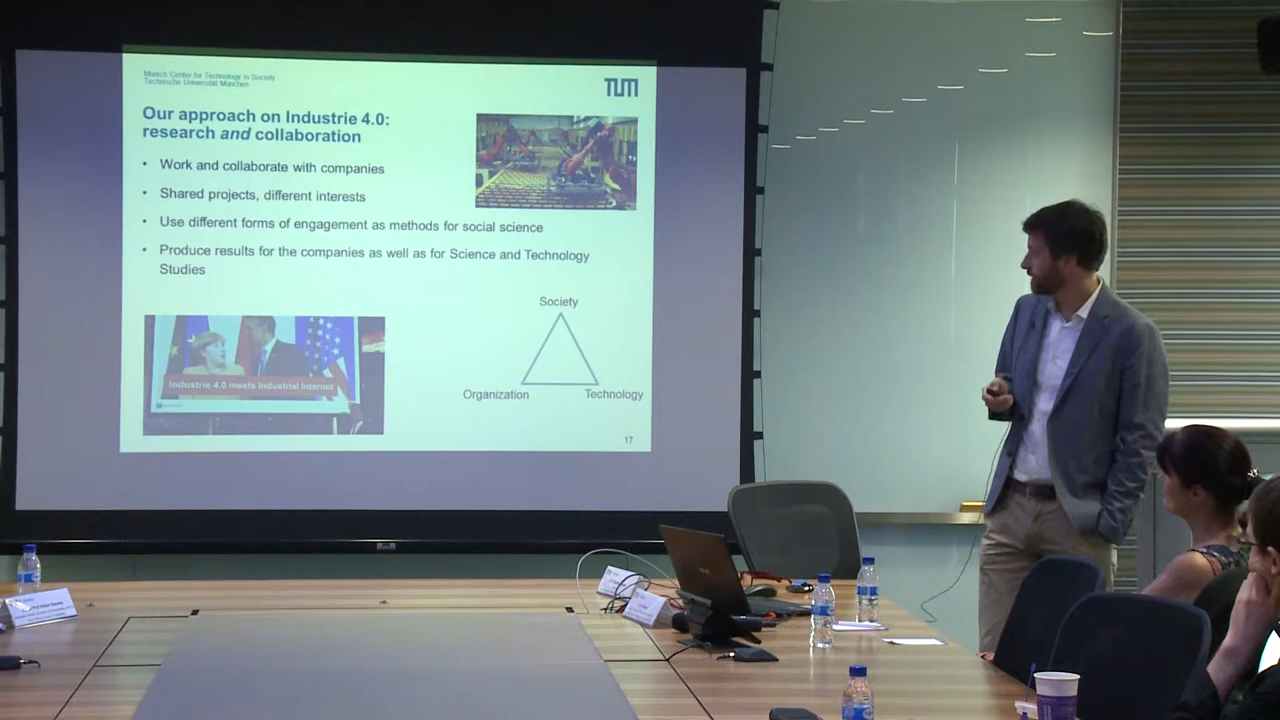 Munich Center for Technology in Society
Technische Universität München
TUM
Our approach on Industrie 4.0:
research and collaboration
• Work and collaborate with companies
• Shared projects, different interests
• Use different forms of engagement as methods for social science
• Produce results for the companies as well as for Science and Technology
Studies
Society
Organization
Technology
Industrie 4.0 meets Industrial Internet
17